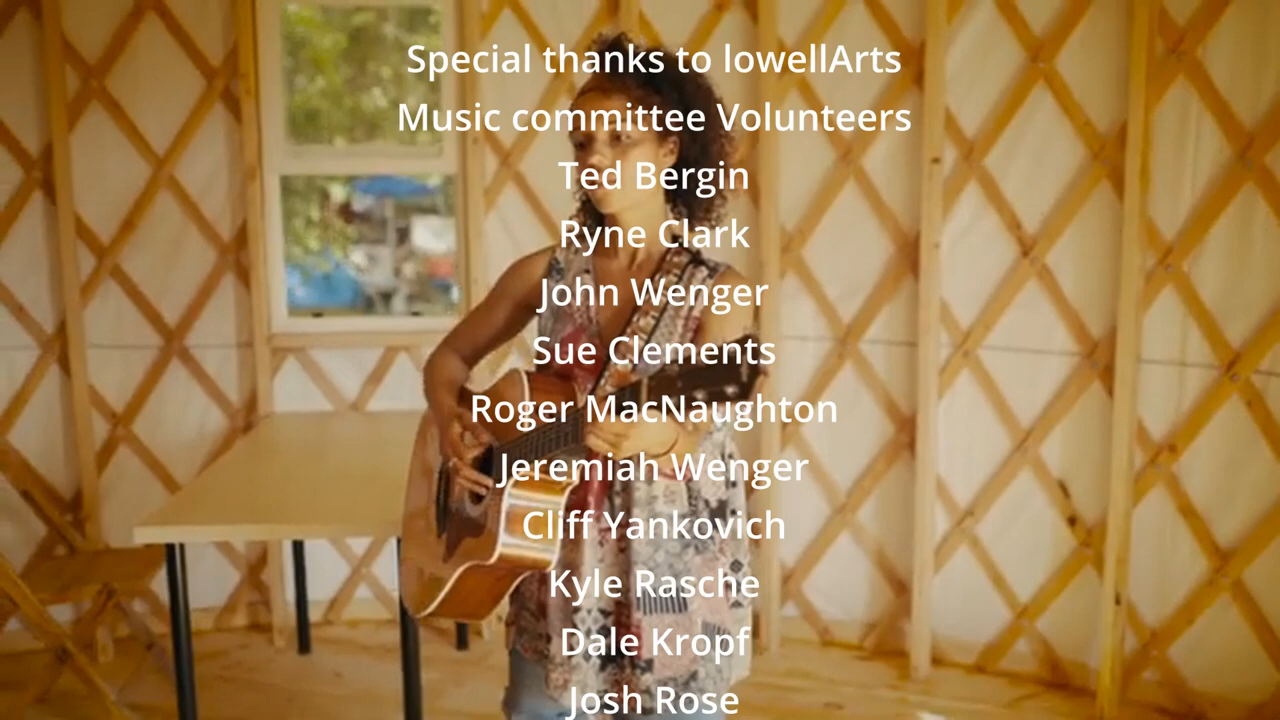 Special thanks to lowellArts
Music committee Volunteers
Ted Bergin
Ryne Clark
John Wenger
Sue Clements
Roger MacNaughton
Jeremiah Wenger
Cliff Yankovich
Kyle Rasche
Dale Kropf
Josh Rose